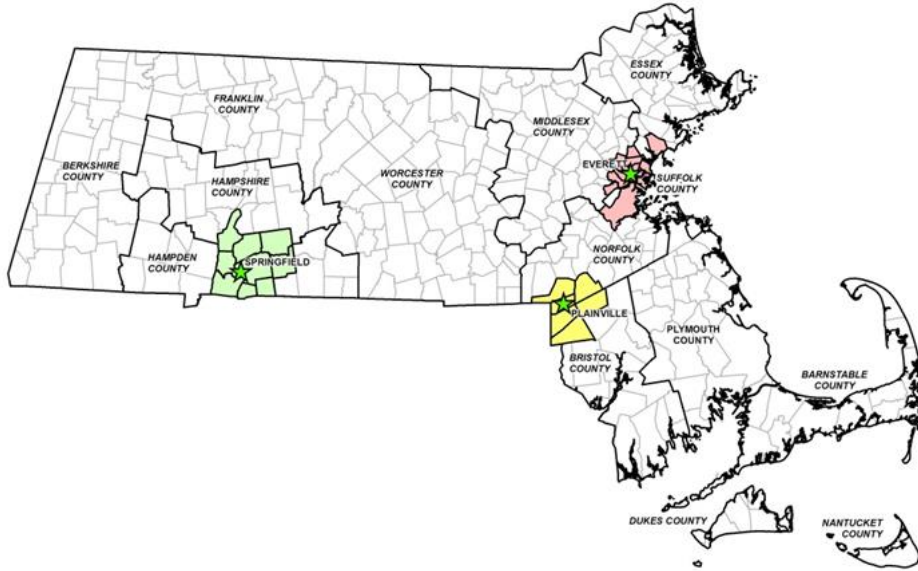 ESSEX
COUNTY
FRANKLIN
COUNTY
MIDDLESEX
COUNTY
BERKSHIRE
COUNTY
HAMPSHIRE
COUNTY
WORCESTER
COUNTY
EVERETT
SUFFOLK
COUNTY
HAMPDEN
COUNTY
SPRINGFIELD
NORFOLK
COUNTY
PLAINVILLE
PLYMOUTH
COUNTY
BRISTOL
COUNTY
BARNSTABLE
COUNTY
DUKES COUNTY
NANTUCKET
COUNTY